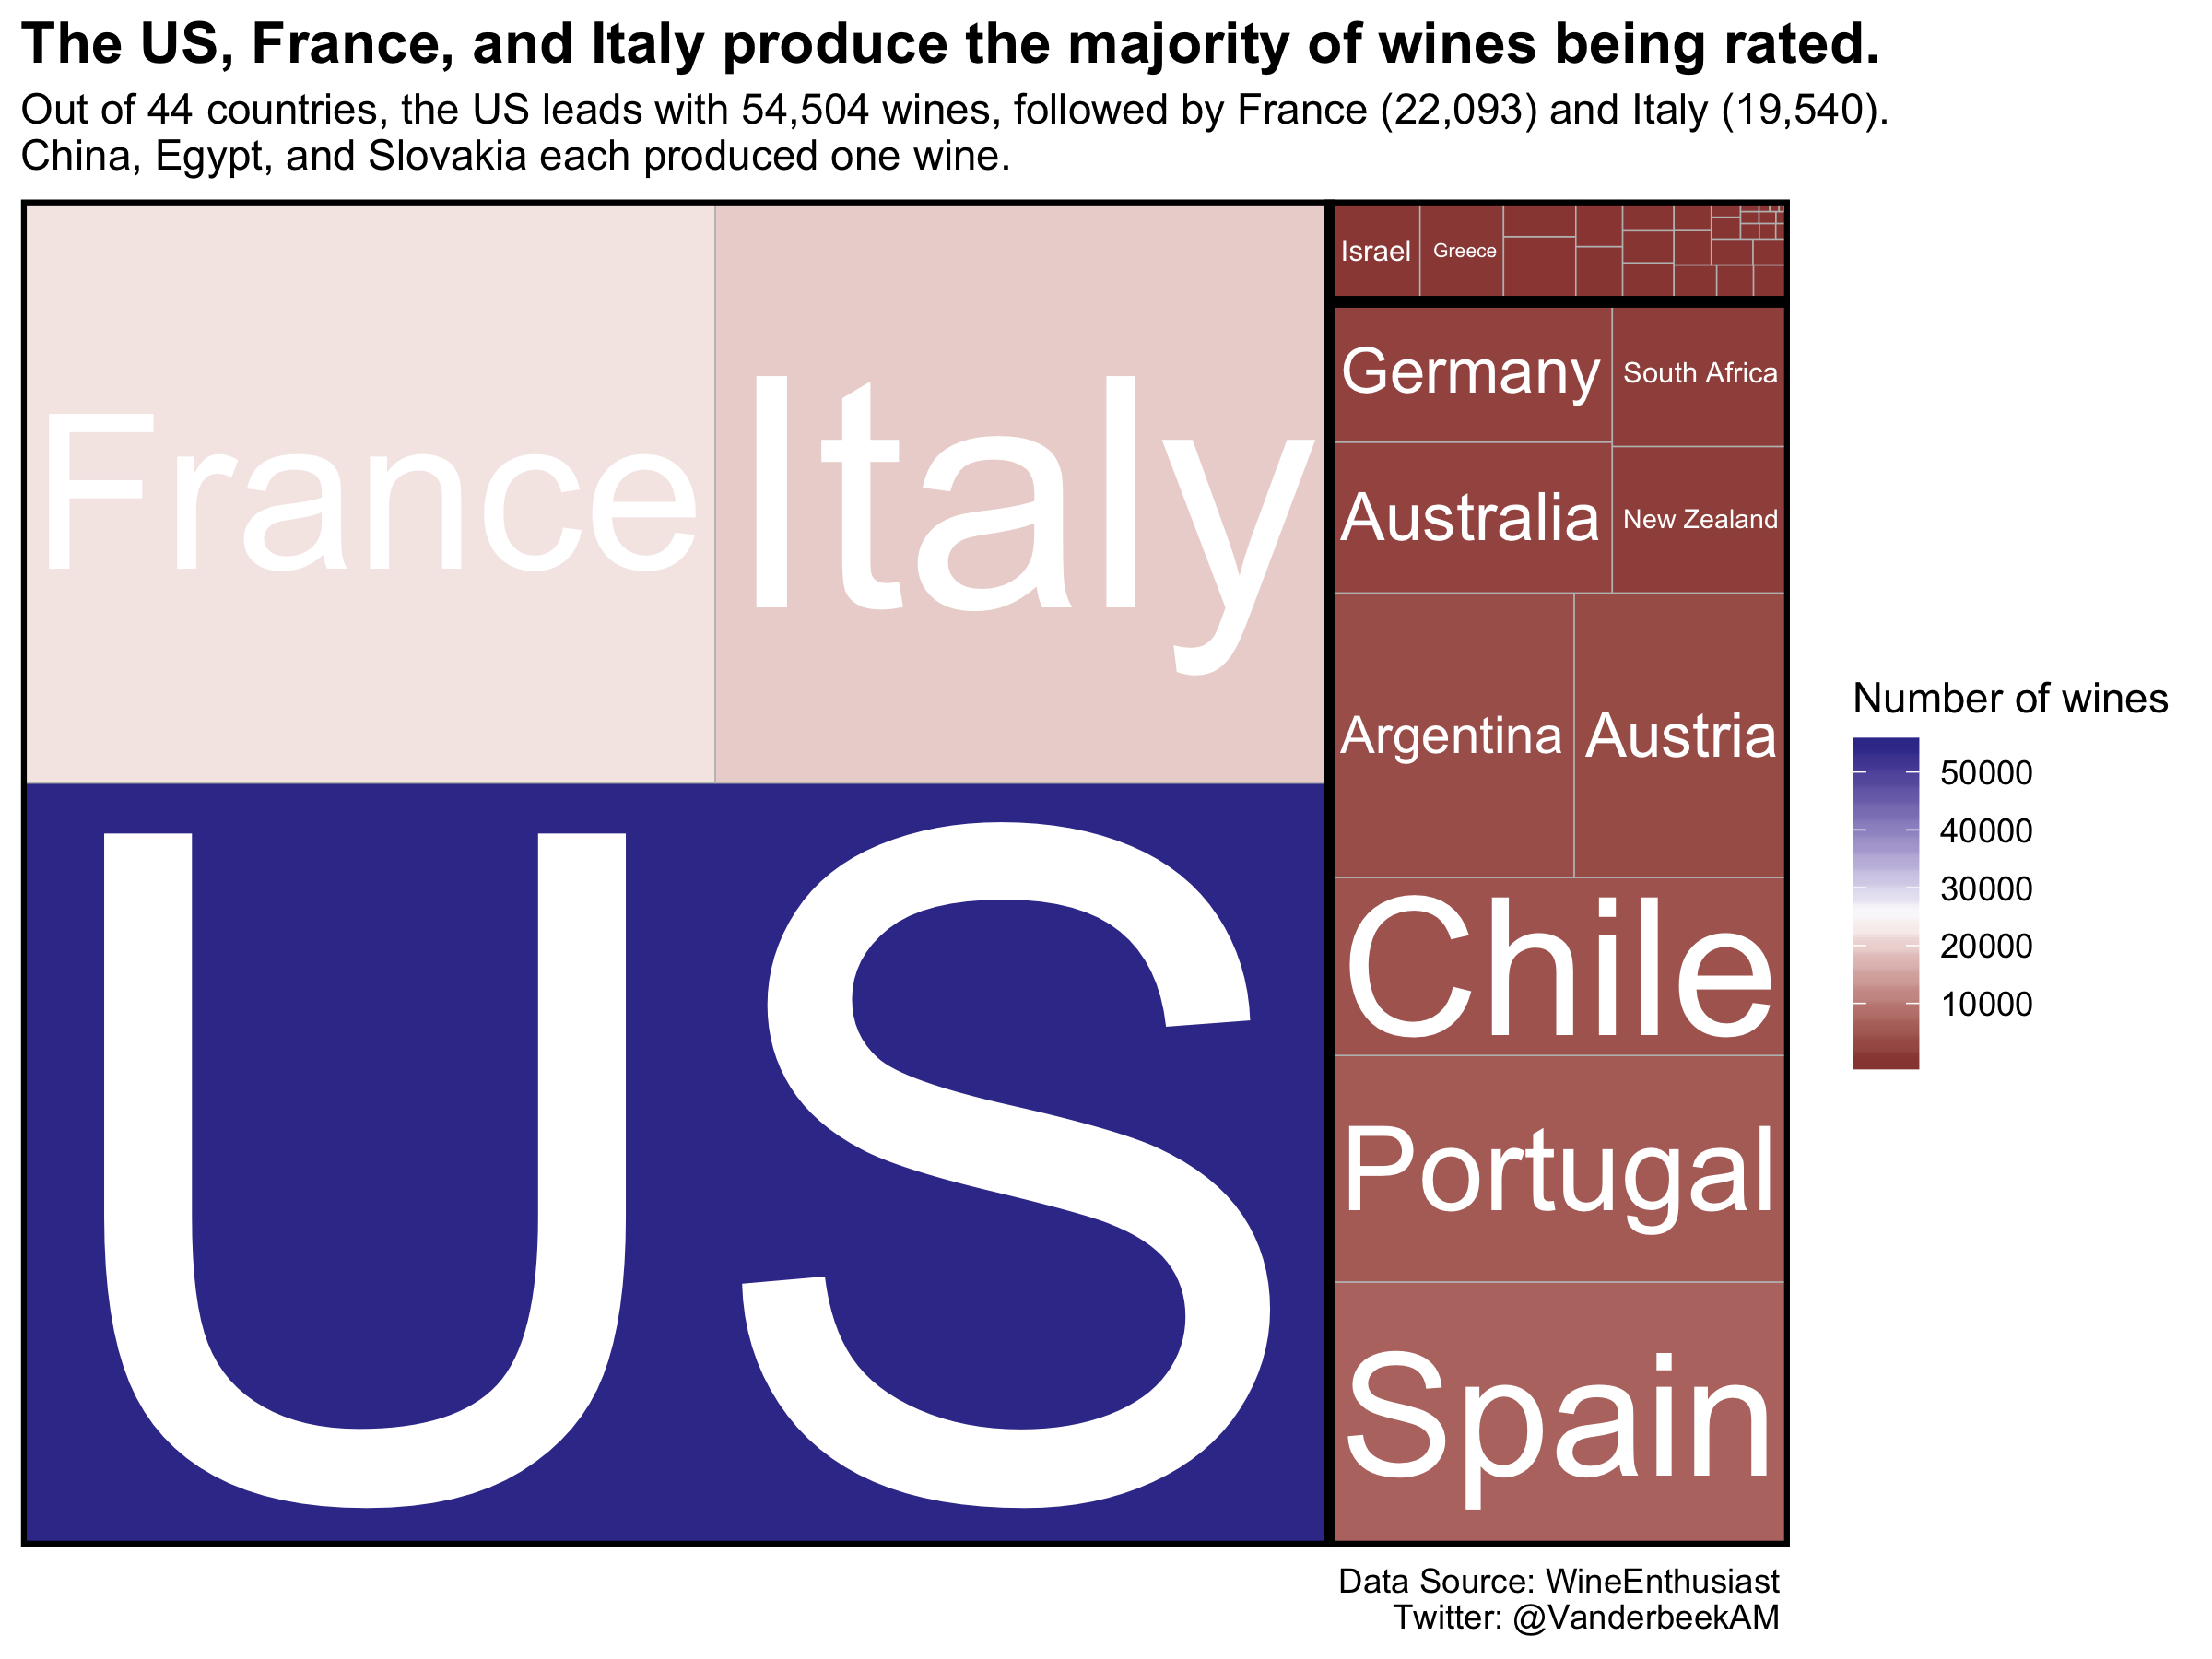 The US, France, and Italy produce the majority of wines being rated.
Out of 44 countries, the US leads with 54,504 wines, followed by France (22,093) and Italy (19,540).
China, Egypt, and Slovakia each produced one wine.
France
Italy
US
Israel
Greece
Germany
South Africa
Australia
New Zealand
Argentina
Austria
Chile
Portugal
Spain
Number of wines
50000
40000
30000
20000
10000
Data Source: WineEnthusiast
Twitter: @VanderbeekAM